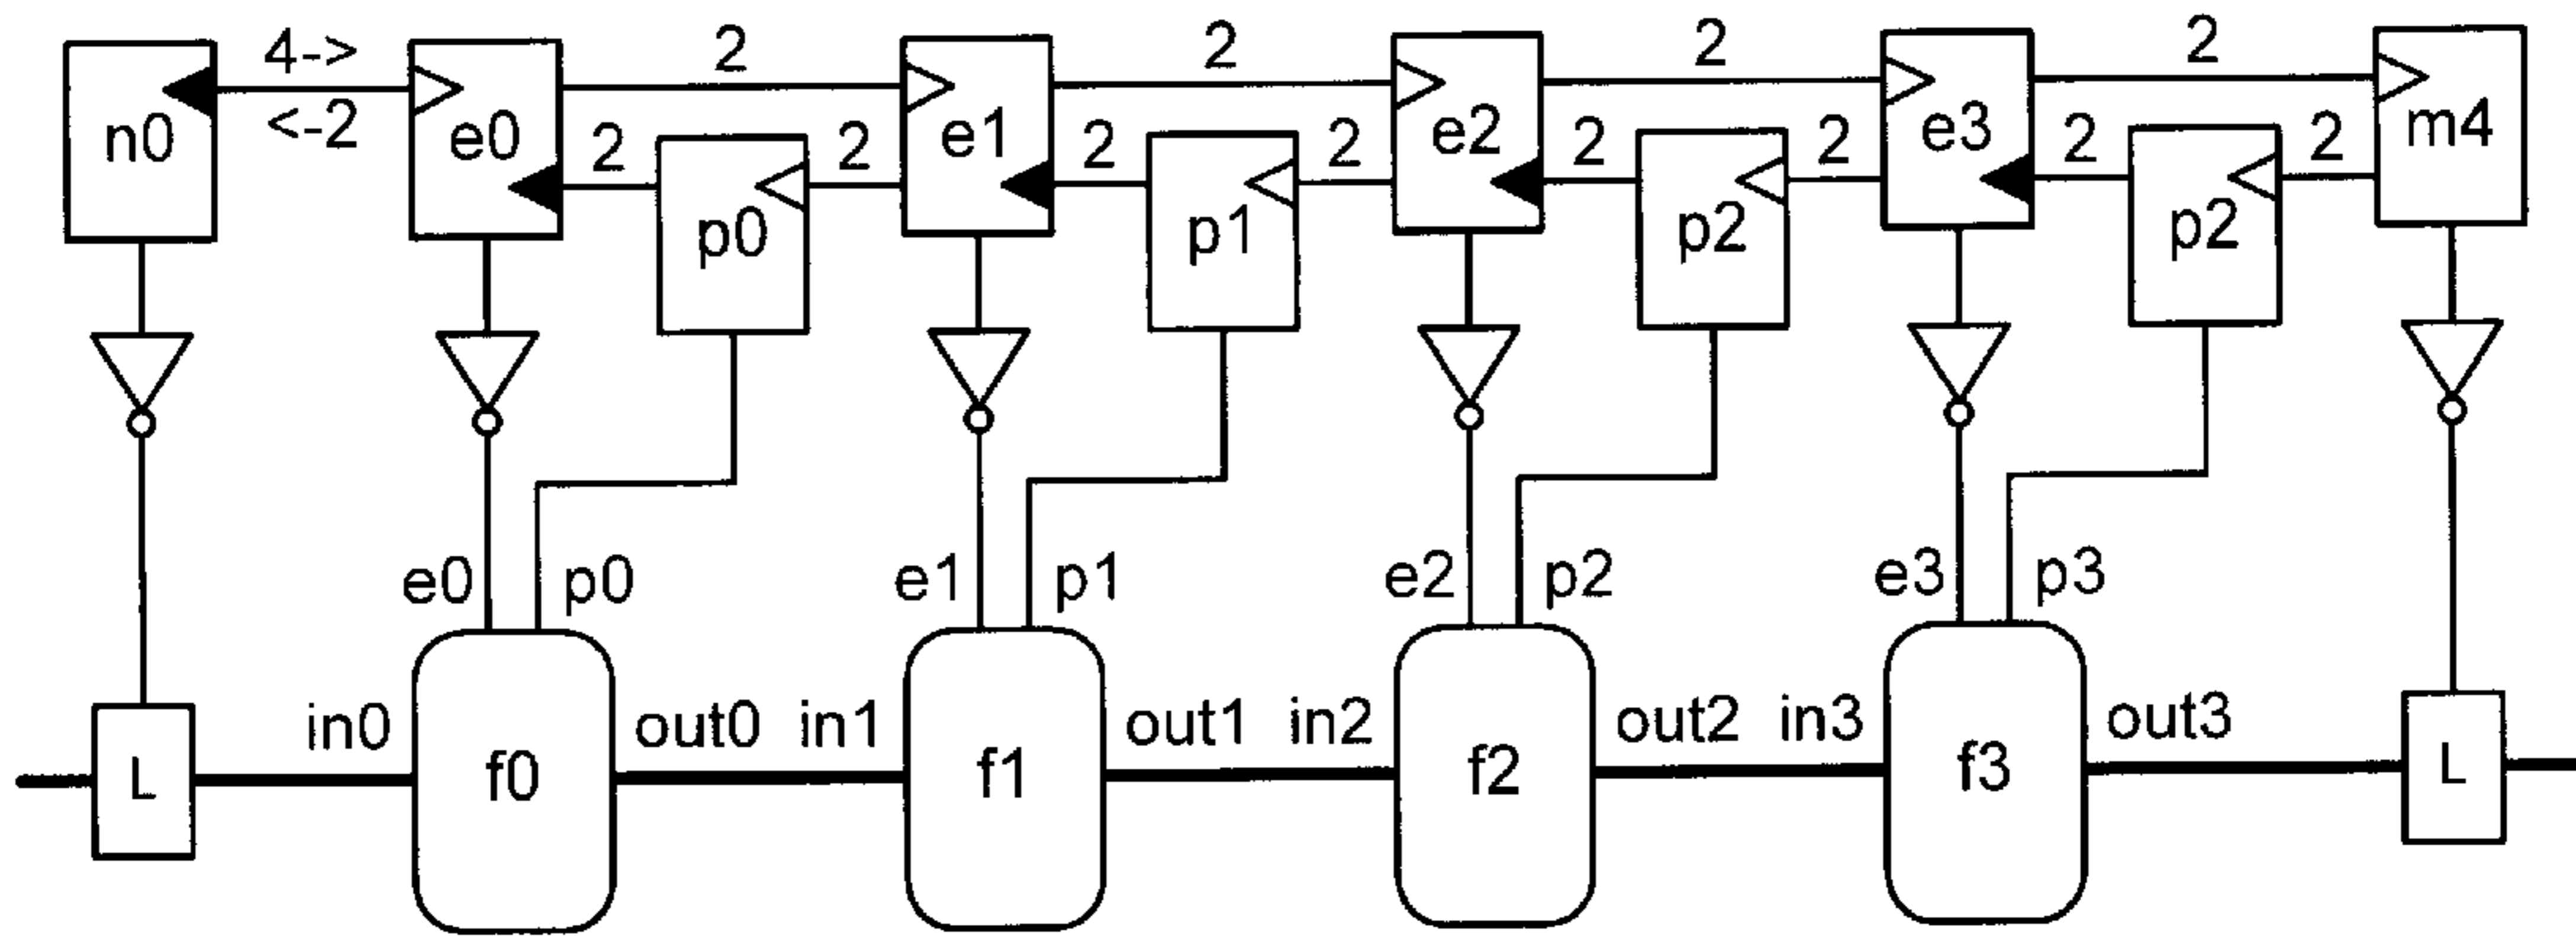 4-> 2 2 2 2
n0 <-2 e0 2 p0 2 e1 2 p1 2 e2 2 p2 2 e3 2 p2 2 m4
e0 p0 e1 p1 e2 p2 e3 p3
L in0 f0 out0 in1 f1 out1 in2 f2 out2 in3 f3 out3 L